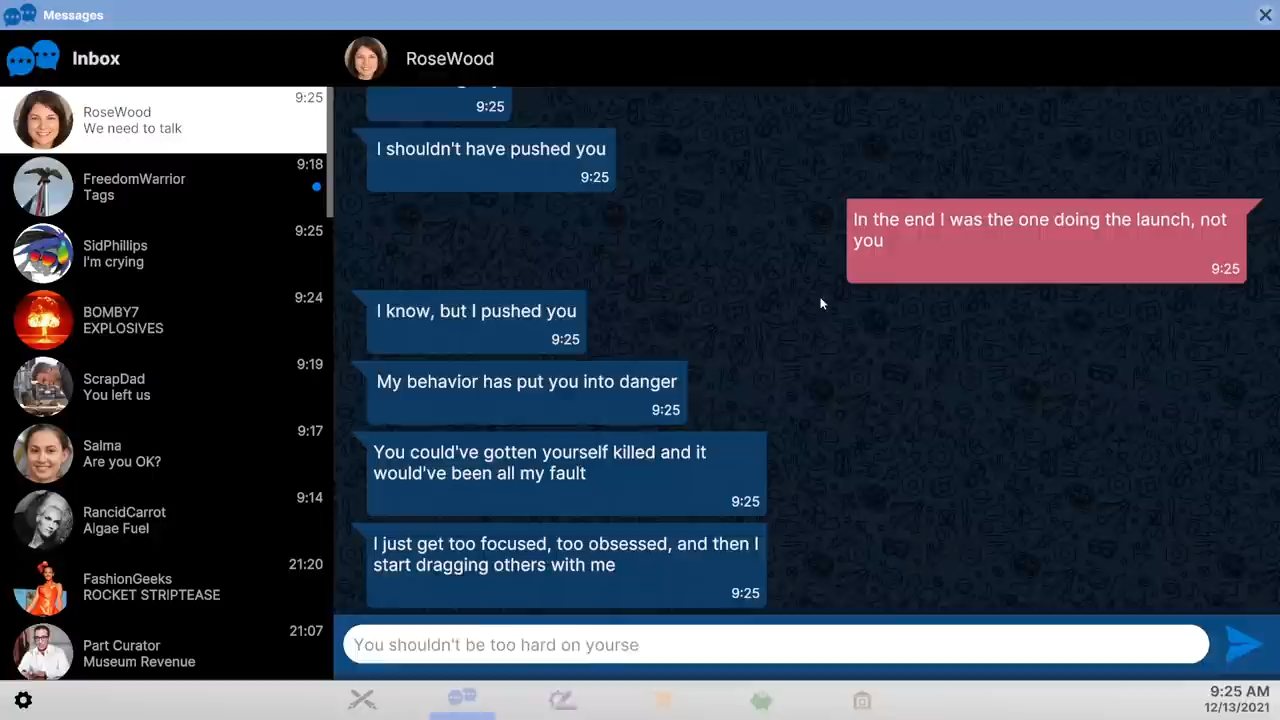 Messages
Inbox
RoseWood
9:25
RoseWood
We need to talk
9:18
FreedomWarrior
Tags
9:25
SidPhillips
I'm crying
9:24
BOMBY7
EXPLOSIVES
9:19
ScrapDad
You left us
9:17
Salma
Are you OK?
9:14
RancidCarrot
Algae Fuel
21:20
FashionGeeks
ROCKET STRIPTEASE
21:07
Part Curator
Museum Revenue
9:25
I shouldn't have pushed you
9:25
In the end I was the one doing the launch, not
you
9:25
I know, but I pushed you
9:25
My behavior has put you into danger
9:25
You could've gotten yourself killed and it
would've been all my fault
9:25
I just get too focused, too obsessed, and then I
start dragging others with me
9:25
You shouldn't be too hard on yourse
9:25 AM
12/13/2021